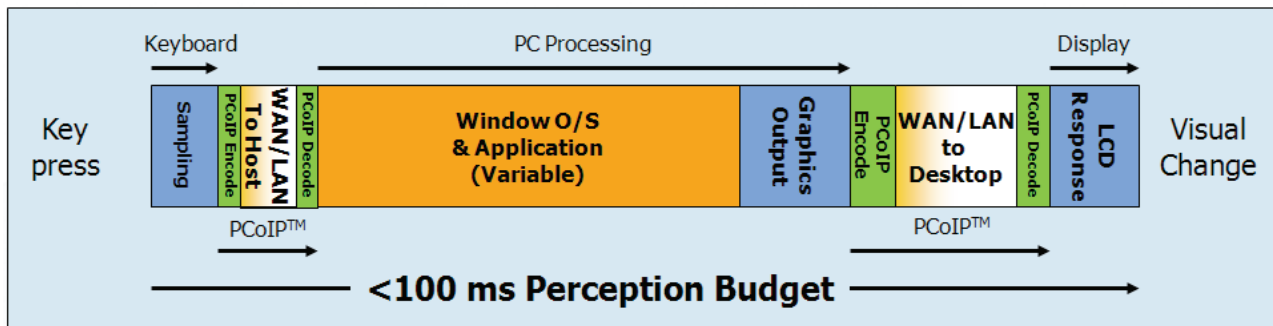 Keyboard
PC Processing
Display
Key
press
Sampling
PCoIP Encode
WAN/LAN
To Host
PCoIP Decode
Window O/S
& Application
(Variable)
Graphics
Output
PCoIP
Encode
WAN/LAN
to
Desktop
PCoIP Decode
LCD
Response
Visual
Change
PCoIP™
PCoIP™
<100 ms Perception Budget